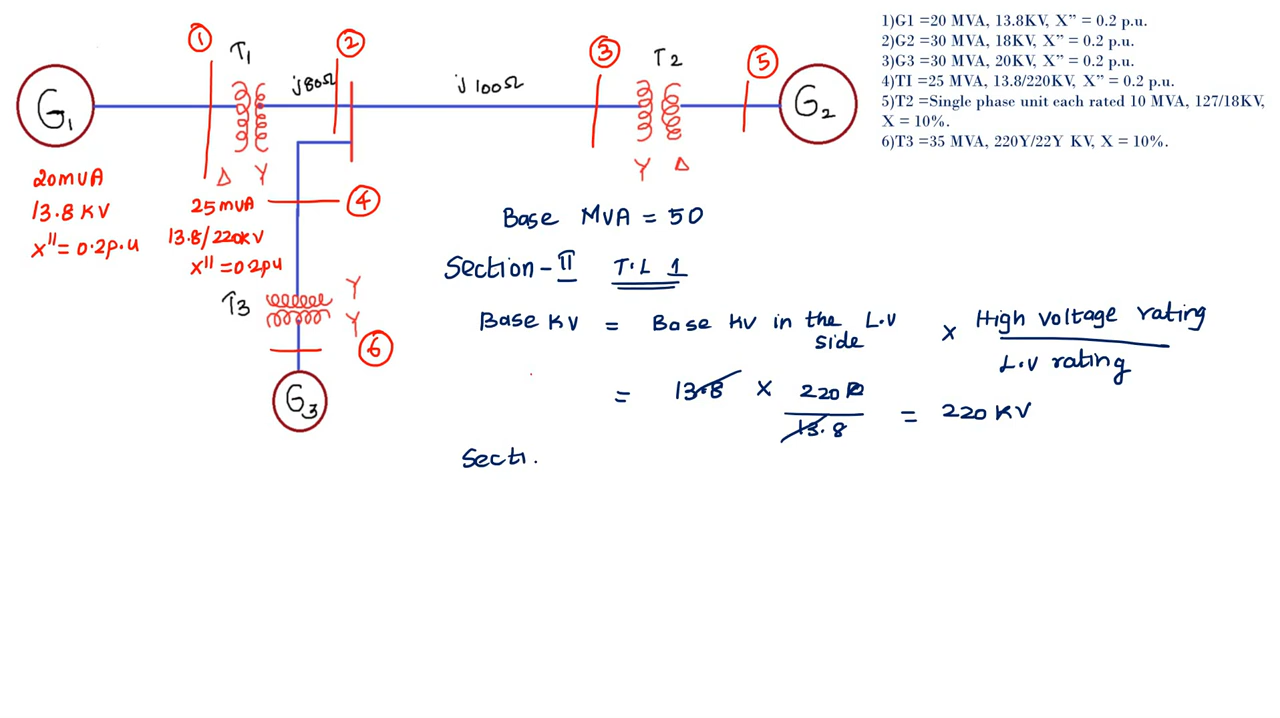 1)G1 =20 MVA, 13.8KV, X” = 0.2 p.u.
2)G2 =30 MVA, 18KV, X” = 0.2 p.u.
3)G3 =30 MVA, 20KV, X” = 0.2 p.u.
4)T1 =25 MVA, 13.8/220KV, X” = 0.2 p.u.
5)T2 =Single phase unit each rated 10 MVA, 127/18KV,
X = 10%.
6)T3 =35 MVA, 220Y/22Y KV, X = 10%.
1 T1 2 3 T2 5
j80Ω j100Ω
G1 G2
Δ Y Y Δ
20MVA
13.8 KV
X"= 0.2p.u
25 MVA 4
13.8/220KV
X" = 0.2pu
T3 Y
Y
6
G3
Base MVA = 50
Section - II T.L 1
Base KV = Base KV in the L.V side × High voltage rating / L.V rating
= 13.8 × 220 / 13.8 = 220 KV
Secti.